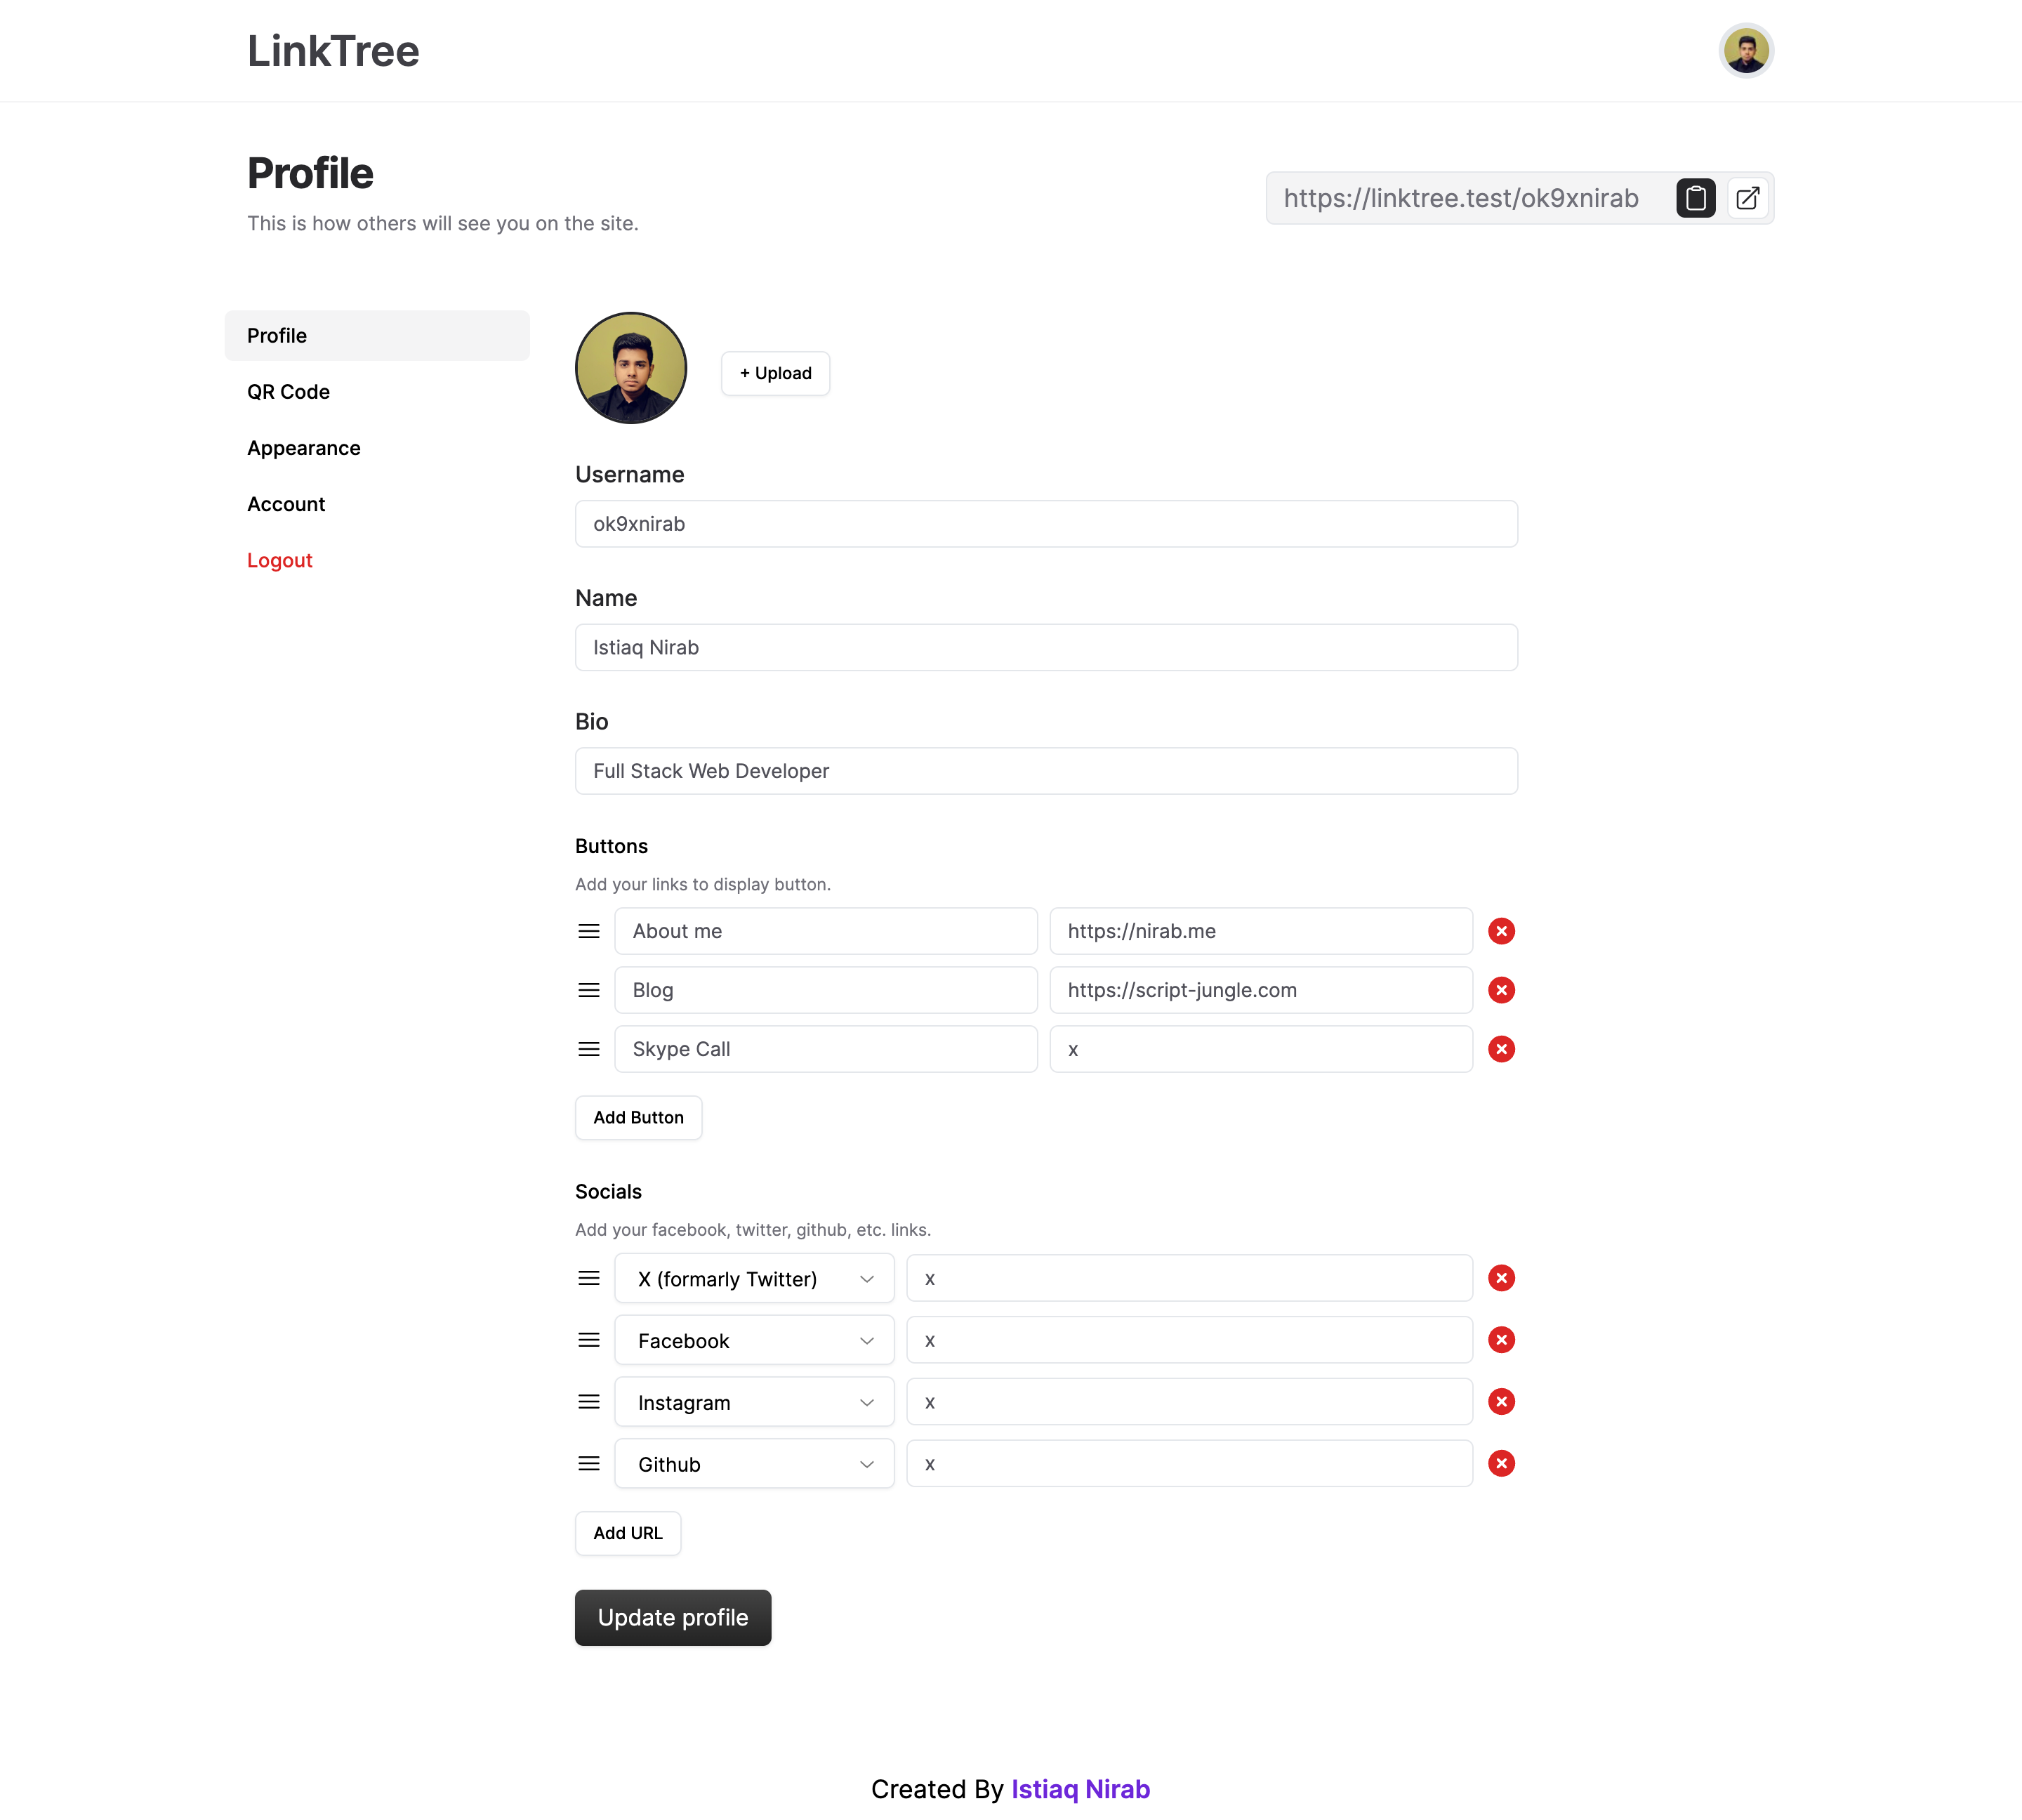 LinkTree
Profile
This is how others will see you on the site.
https://linktree.test/ok9xnirab
Profile
QR Code
Appearance
Account
Logout
+ Upload
Username
ok9xnirab
Name
Istiaq Nirab
Bio
Full Stack Web Developer
Buttons
Add your links to display button.
About me https://nirab.me
Blog https://script-jungle.com
Skype Call x
Add Button
Socials
Add your facebook, twitter, github, etc. links.
X (formarly Twitter) x
Facebook x
Instagram x
Github x
Add URL
Update profile
Created By Istiaq Nirab